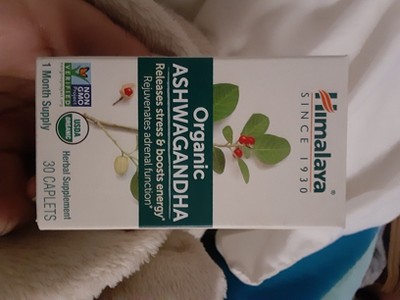 Himalaya®
SINCE 1930
Organic
ASHWAGANDHA
Releases stress & boosts energy*
Rejuvenates adrenal function*
NON
GMO
Project
VERIFIED
USDA
ORGANIC
1 Month Supply
Herbal Supplement
30 CAPLETS